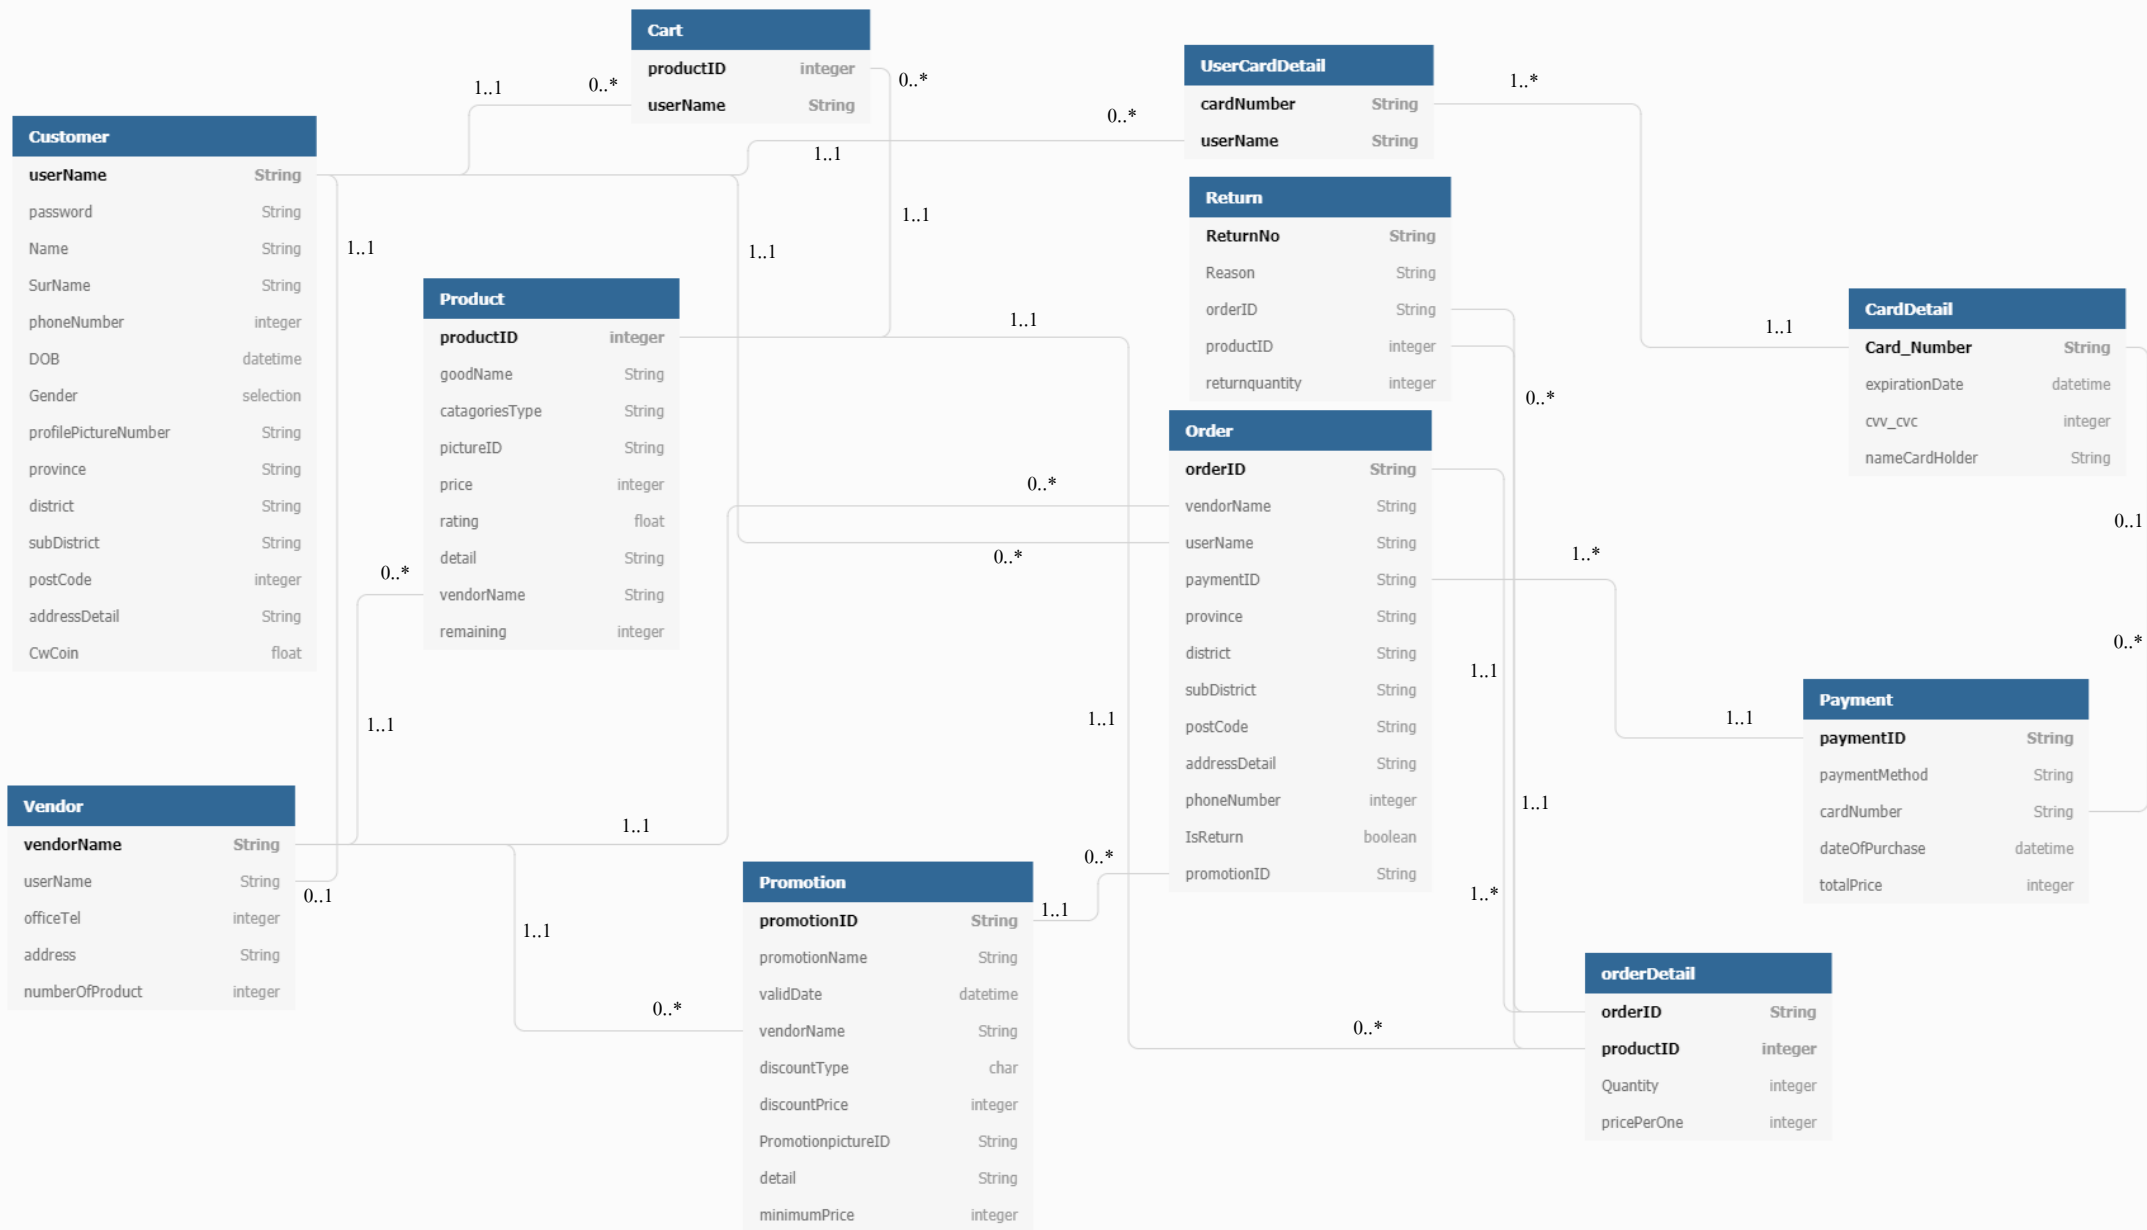 Cart
productID integer
userName String
UserCardDetail
cardNumber String
userName String
Customer
userName String
password String
Name String
SurName String
phoneNumber integer
DOB datetime
Gender selection
profilePictureNumber String
province String
district String
subDistrict String
postCode integer
addressDetail String
CwCoin float
Return
ReturnNo String
Reason String
orderID String
productID integer
returnquantity integer
Product
productID integer
goodName String
catagoriesType String
pictureID String
price integer
rating float
detail String
vendorName String
remaining integer
CardDetail
Card_Number String
expirationDate datetime
cvv_cvc integer
nameCardHolder String
Order
orderID String
vendorName String
userName String
paymentID String
province String
district String
subDistrict String
postCode String
addressDetail String
phoneNumber integer
IsReturn boolean
promotionID String
Payment
paymentID String
paymentMethod String
cardNumber String
dateOfPurchase datetime
totalPrice integer
Vendor
vendorName String
userName String
officeTel integer
address String
numberOfProduct integer
Promotion
promotionID String
promotionName String
validDate datetime
vendorName String
discountType char
discountPrice integer
PromotionpictureID String
detail String
minimumPrice integer
orderDetail
orderID String
productID integer
Quantity integer
pricePerOne integer
1..1
0..*
0..*
1..*
0..*
1..1
1..1
1..1
1..1
1..1
1..1
0..*
0..*
0..1
1..*
0..*
0..*
0..*
1..1
1..1
1..1
1..1
1..1
1..1
0..*
1..*
0..1
1..1
1..1
0..*
0..*